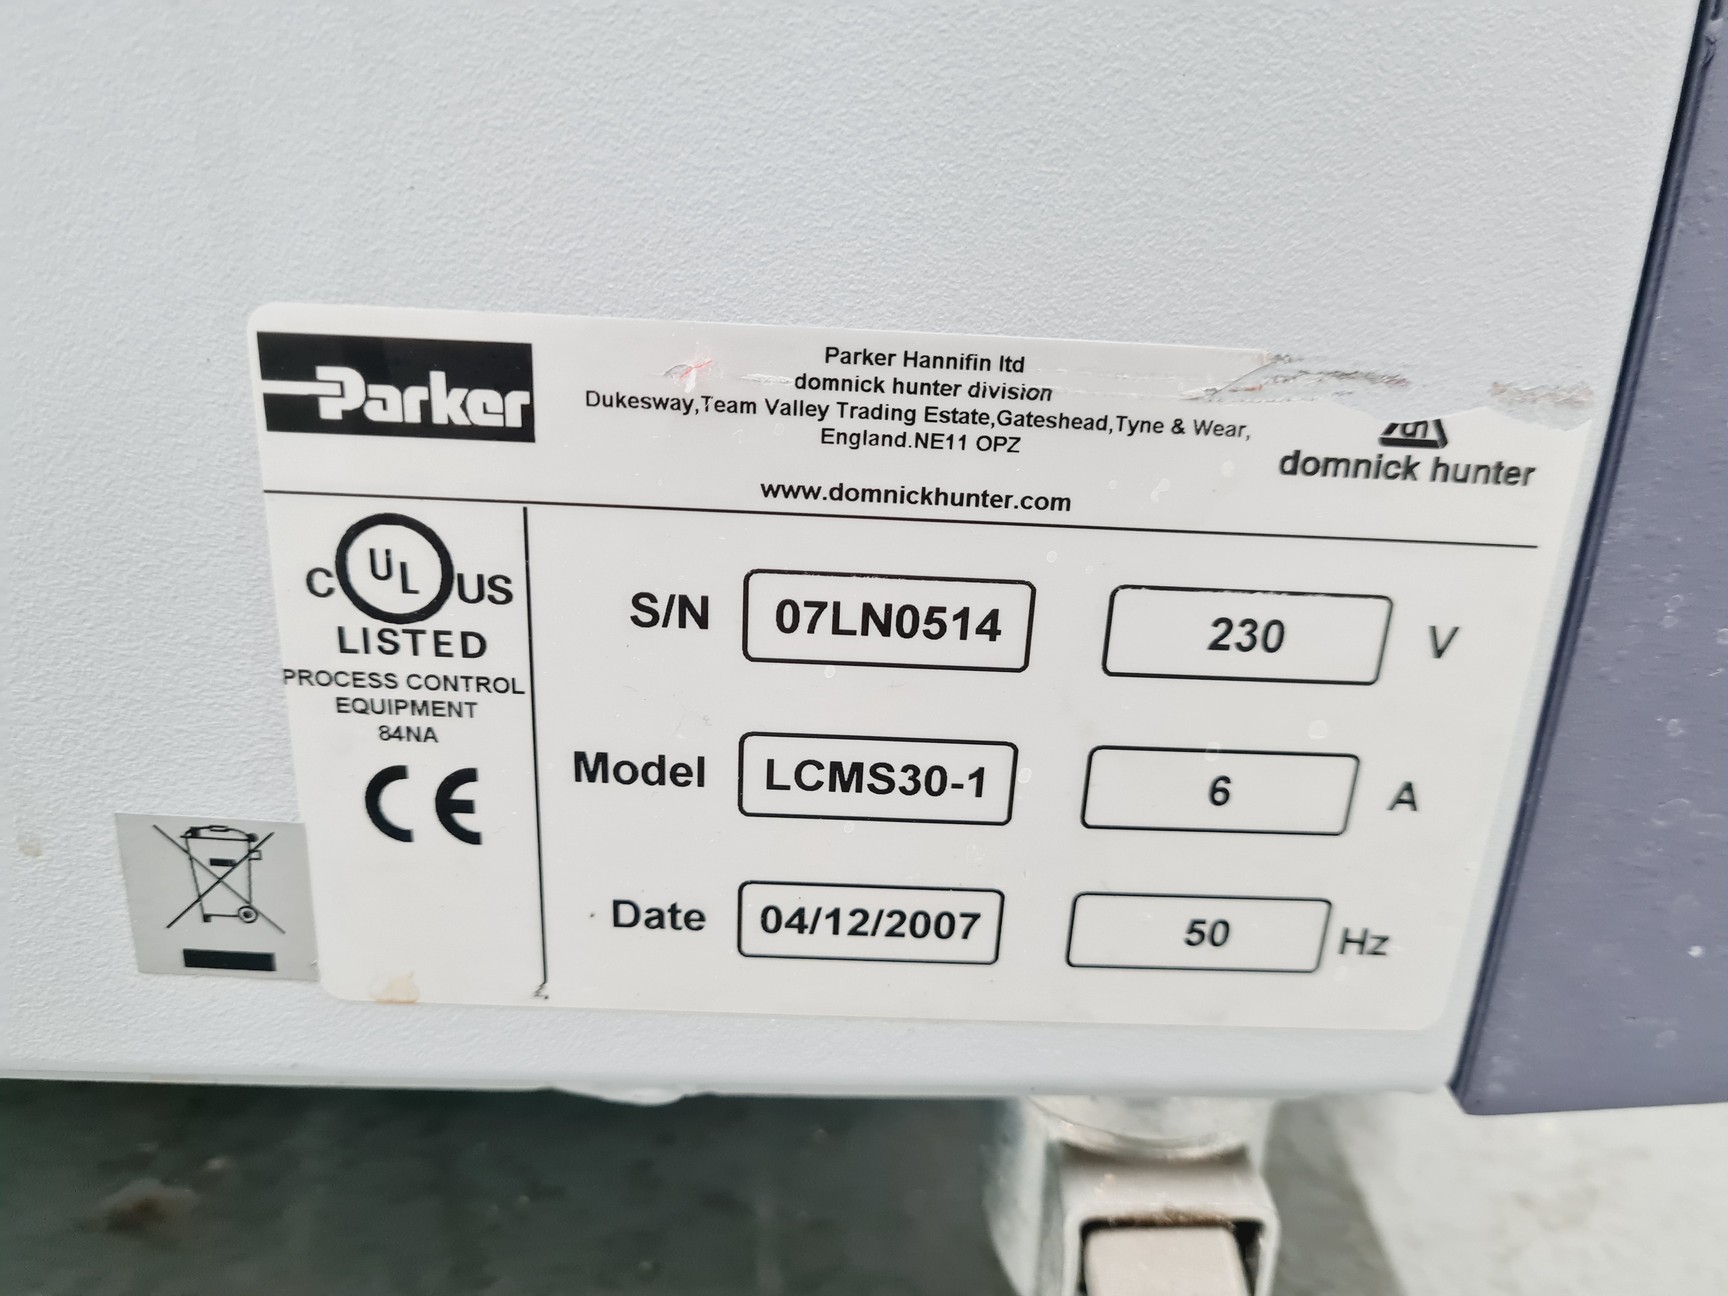 Parker
Parker Hannifin ltd
domnick hunter division
Dukesway,Team Valley Trading Estate,Gateshead,Tyne & Wear,
England.NE11 OPZ
www.domnickhunter.com
domnick hunter
C UL US
LISTED
PROCESS CONTROL
EQUIPMENT
84NA
CE
S/N 07LN0514 230 V
Model LCMS30-1 6 A
Date 04/12/2007 50 Hz